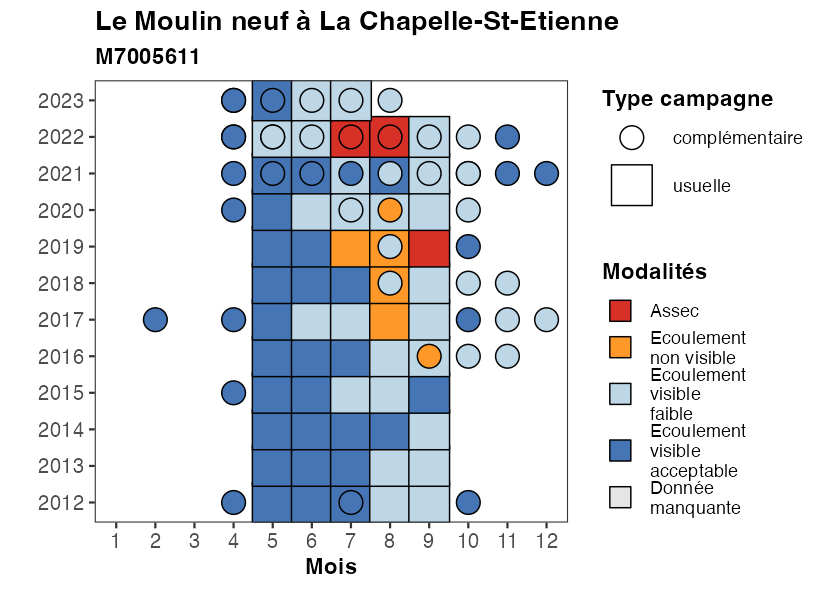 Le Moulin neuf à La Chapelle-St-Etienne
M7005611
2023
2022
2021
2020
2019
2018
2017
2016
2015
2014
2013
2012
1 2 3 4 5 6 7 8 9 10 11 12
Mois
Type campagne
complémentaire
usuelle
Modalités
Assec
Ecoulement
non visible
Ecoulement
visible
faible
Ecoulement
visible
acceptable
Donnée
manquante